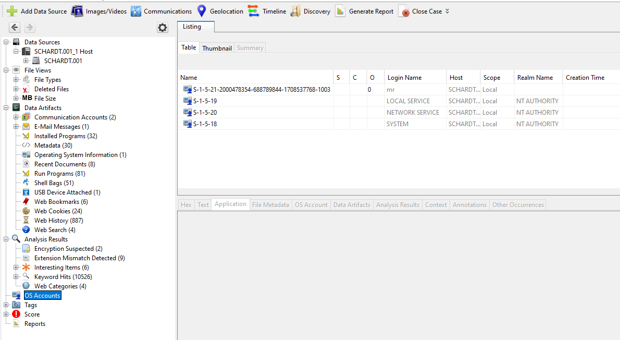 Add Data Source Images/Videos Communications Geolocation Timeline Discovery Generate Report Close Case
Listing
Data Sources
SCHARDT.001_1 Host
SCHARDT.001
File Views
File Types
Deleted Files
MB File Size
Data Artifacts
Communication Accounts (2)
E-Mail Messages (1)
Installed Programs (32)
Metadata (30)
Operating System Information (1)
Recent Documents (8)
Run Programs (81)
Shell Bags (51)
USB Device Attached (1)
Web Bookmarks (6)
Web Cookies (24)
Web History (887)
Web Search (4)
Analysis Results
Encryption Suspected (2)
Extension Mismatch Detected (9)
Interesting Items (6)
Keyword Hits (10526)
Web Categories (4)
OS Accounts
Tags
Score
Reports
Table Thumbnail Summary
Name S C O Login Name Host Scope Realm Name Creation Time
S-1-5-21-2000478354-688789844-1708537768-1003 0 mr SCHARDT... Local
S-1-5-19 LOCAL SERVICE SCHARDT... Local NT AUTHORITY
S-1-5-20 NETWORK SERVICE SCHARDT... Local NT AUTHORITY
S-1-5-18 SYSTEM SCHARDT... Local NT AUTHORITY
Hex Text Application File Metadata OS Account Data Artifacts Analysis Results Context Annotations Other Occurrences